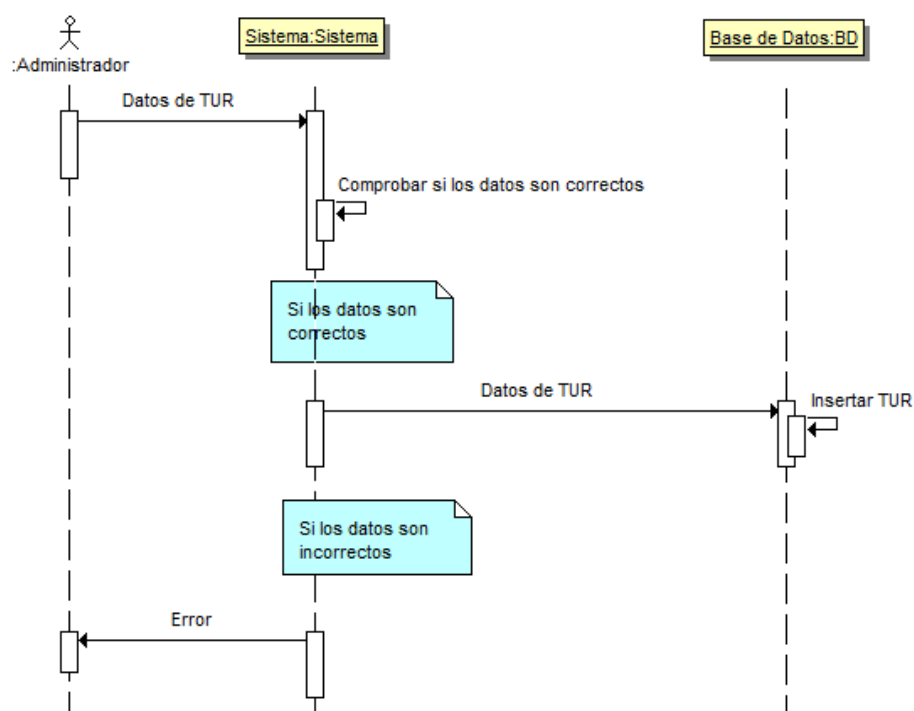 Sistema:Sistema
Base de Datos:BD
:Administrador
Datos de TUR
Comprobar si los datos son correctos
Si los datos son
correctos
Datos de TUR
Insertar TUR
Si los datos son
incorrectos
Error